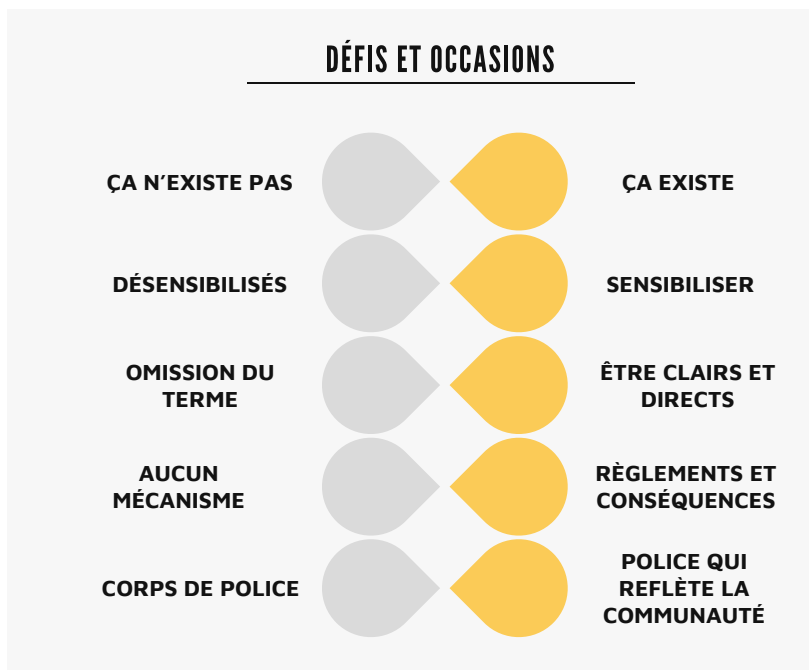 DÉFIS ET OCCASIONS
ÇA N’EXISTE PAS
ÇA EXISTE
DÉSENSIBILISÉS
SENSIBILISER
OMISSION DU
TERME
ÊTRE CLAIRS ET
DIRECTS
AUCUN
MÉCANISME
RÈGLEMENTS ET
CONSÉQUENCES
CORPS DE POLICE
POLICE QUI
REFLÈTE LA
COMMUNAUTÉ